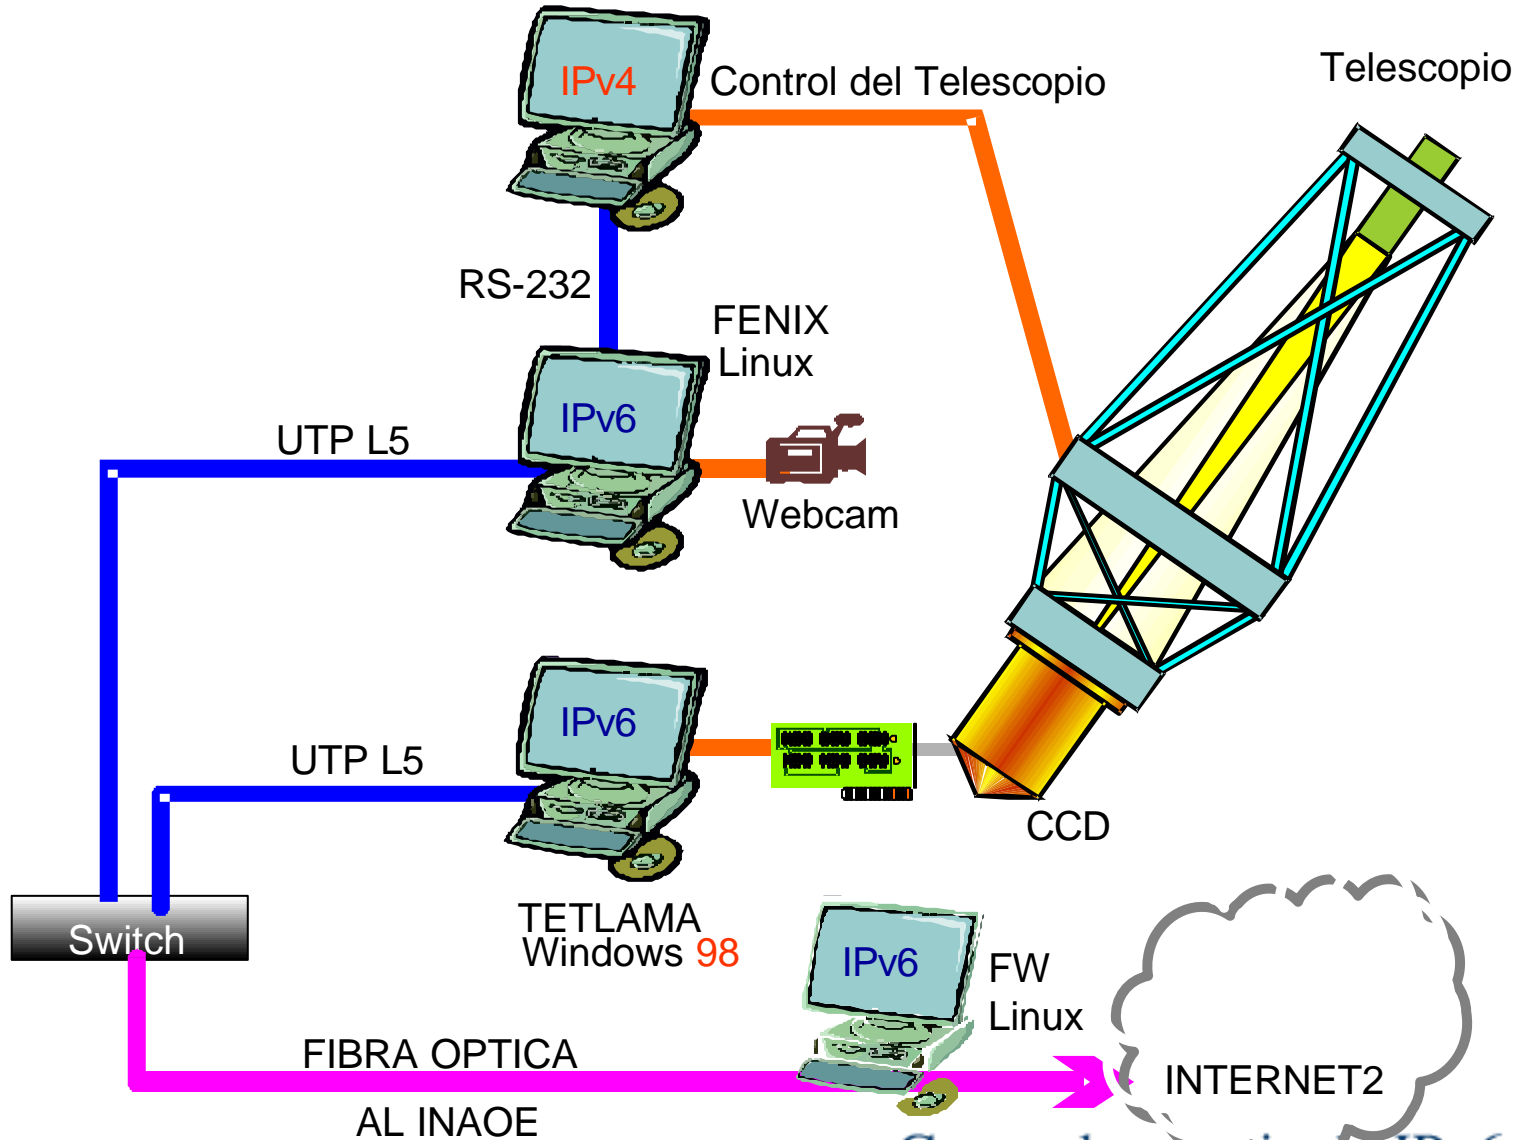 IPv4
Control del Telescopio
Telescopio
RS-232
FENIX
Linux
IPv6
UTP L5
Webcam
IPv6
UTP L5
CCD
TETLAMA
Windows 98
Switch
IPv6
FW
Linux
FIBRA OPTICA
AL INAOE
INTERNET2